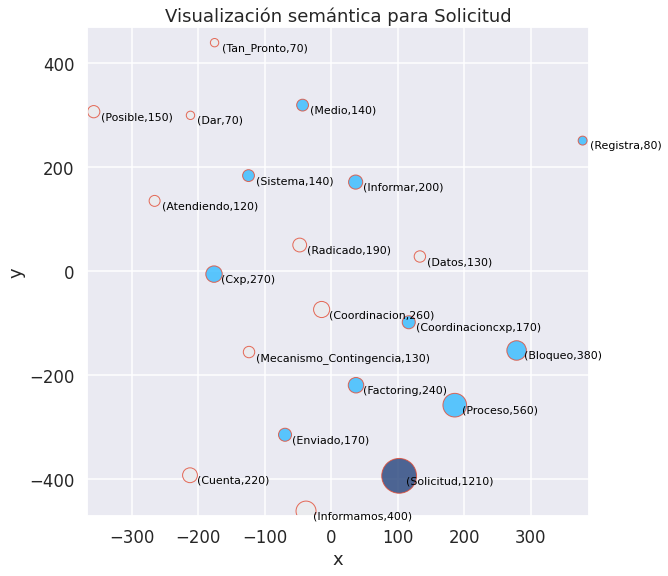 Visualización semántica para Solicitud
(Tan_Pronto,70)
(Posible,150)
(Dar,70)
(Medio,140)
(Registra,80)
(Sistema,140)
(Informar,200)
(Atendiendo,120)
(Radicado,190)
(Datos,130)
(Cxp,270)
(Coordinacion,260)
(Coordinacioncxp,170)
(Mecanismo_Contingencia,130)
(Bloqueo,380)
(Factoring,240)
(Proceso,560)
(Enviado,170)
(Cuenta,220)
(Solicitud,1210)
(Informamos,400)
400
200
0
−200
−400
y
−300 −200 −100 0 100 200 300
x